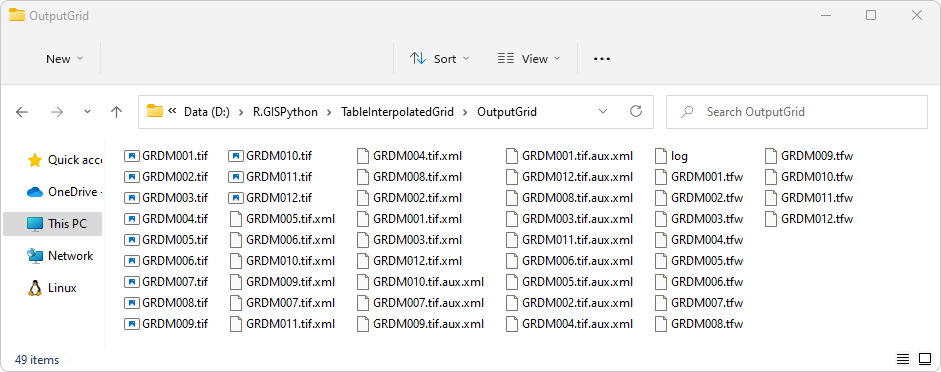 OutputGrid
New
Sort
View
Data (D:) R.GISPython TableInterpolatedGrid OutputGrid
Search OutputGrid
Quick acc
OneDrive -
This PC
Network
Linux
GRDM001.tif
GRDM002.tif
GRDM003.tif
GRDM004.tif
GRDM005.tif
GRDM006.tif
GRDM007.tif
GRDM008.tif
GRDM009.tif
GRDM010.tif
GRDM011.tif
GRDM012.tif
GRDM005.tif.xml
GRDM006.tif.xml
GRDM010.tif.xml
GRDM009.tif.xml
GRDM007.tif.xml
GRDM011.tif.xml
GRDM004.tif.xml
GRDM008.tif.xml
GRDM002.tif.xml
GRDM001.tif.xml
GRDM003.tif.xml
GRDM012.tif.xml
GRDM010.tif.aux.xml
GRDM007.tif.aux.xml
GRDM009.tif.aux.xml
GRDM001.tif.aux.xml
GRDM012.tif.aux.xml
GRDM008.tif.aux.xml
GRDM003.tif.aux.xml
GRDM011.tif.aux.xml
GRDM006.tif.aux.xml
GRDM005.tif.aux.xml
GRDM002.tif.aux.xml
GRDM004.tif.aux.xml
log
GRDM001.tfw
GRDM002.tfw
GRDM003.tfw
GRDM004.tfw
GRDM005.tfw
GRDM006.tfw
GRDM007.tfw
GRDM008.tfw
GRDM009.tfw
GRDM010.tfw
GRDM011.tfw
GRDM012.tfw
49 items